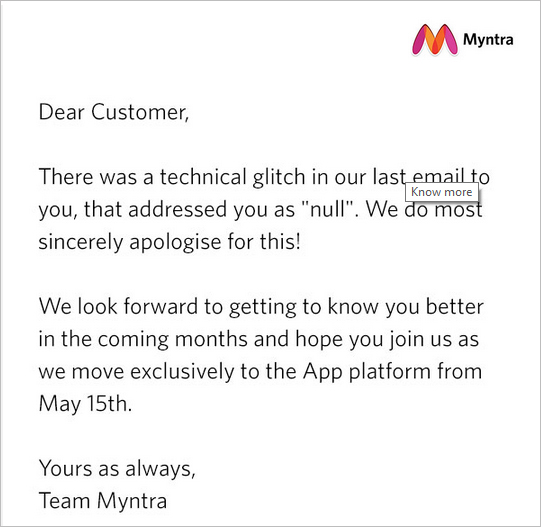 Myntra
Dear Customer,
There was a technical glitch in our last email to
Know more
you, that addressed you as "null". We do most
sincerely apologise for this!
We look forward to getting to know you better
in the coming months and hope you join us as
we move exclusively to the App platform from
May 15th.
Yours as always,
Team Myntra